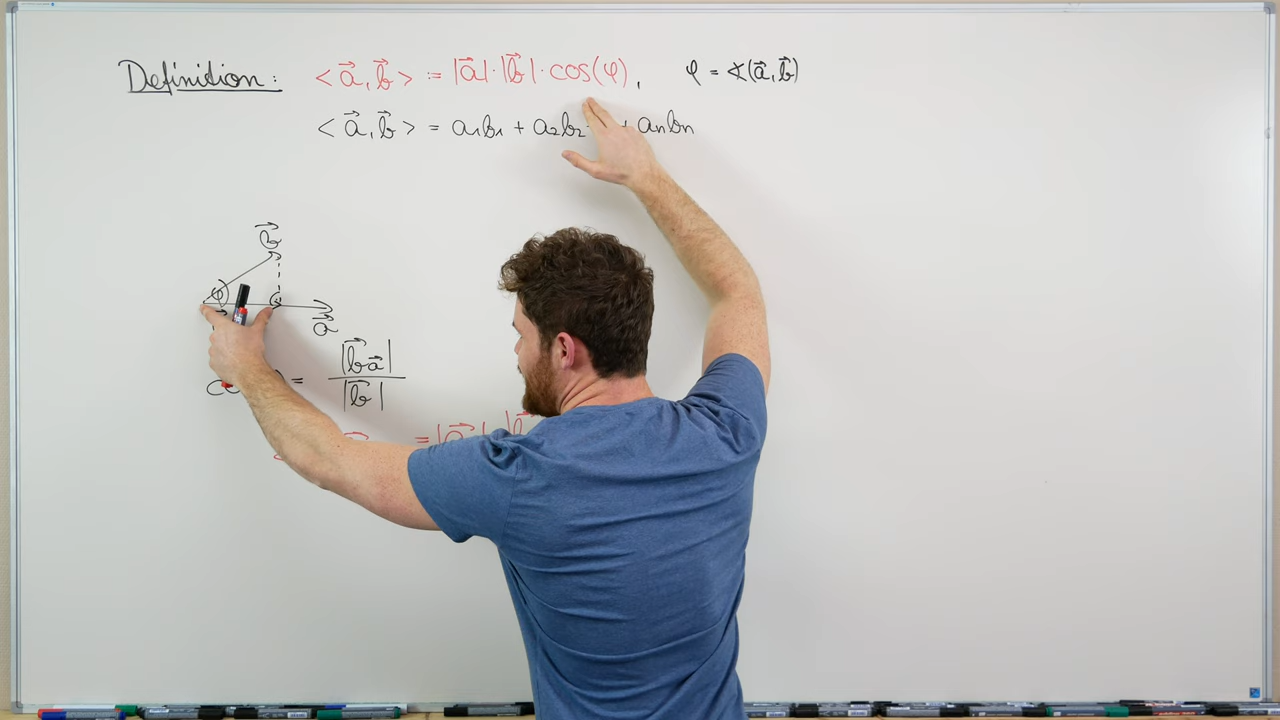 Definition: <a⃗, b⃗> := |a⃗|·|b⃗|·cos(φ), φ = ∢(a⃗, b⃗)
<a⃗, b⃗> = a₁b₁ + a₂b₂ + aₙbₙ
b⃗
φ
a⃗
= |b⃗a⃗| / |b⃗|
= |a⃗|